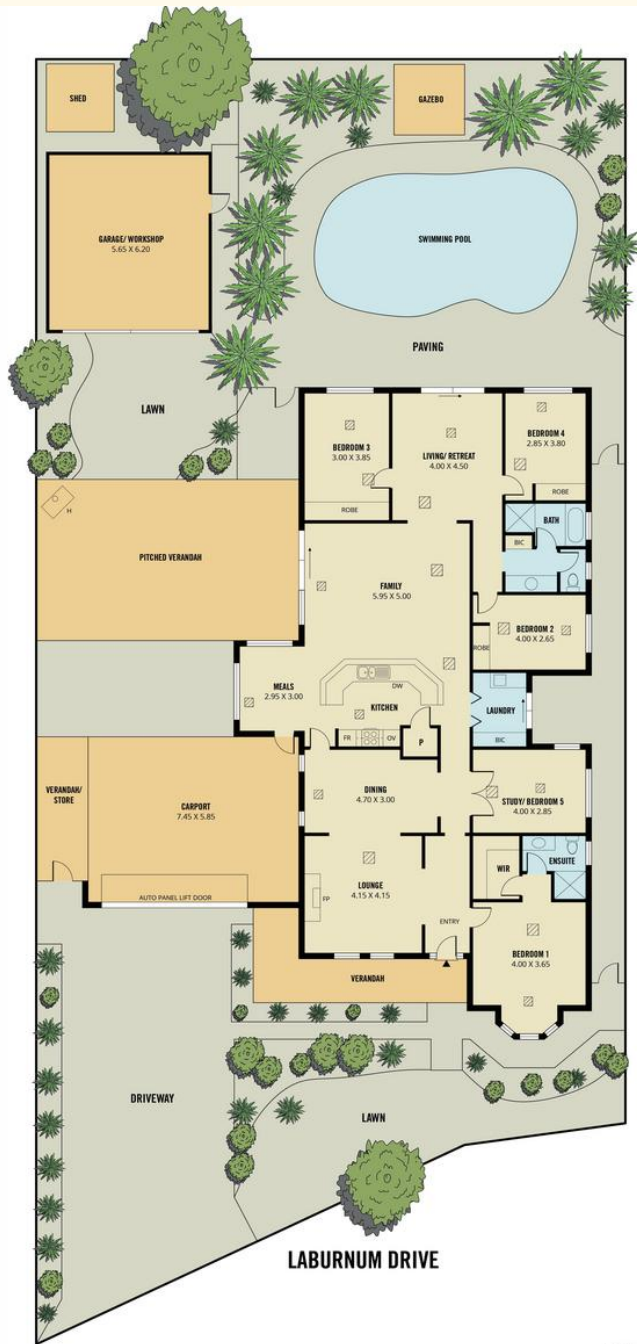 SHED
GAZEBO
GARAGE/ WORKSHOP
5.65 X 6.20
SWIMMING POOL
PAVING
LAWN
BEDROOM 3
3.00 X 3.85
ROBE
LIVING/ RETREAT
4.00 X 4.50
BEDROOM 4
2.85 X 3.80
ROBE
H
PITCHED VERANDAH
BATH
BIC
FAMILY
5.95 X 5.00
BEDROOM 2
4.00 X 2.65
ROBE
MEALS
2.95 X 3.00
DW
KITCHEN
FR
OV
P
LAUNDRY
BIC
VERANDAH/
STORE
CARPORT
7.45 X 5.85
AUTO PANEL LIFT DOOR
DINING
4.70 X 3.00
STUDY/ BEDROOM 5
4.00 X 2.85
LOUNGE
4.15 X 4.15
FP
WIR
ENSUITE
ENTRY
BEDROOM 1
4.00 X 3.65
VERANDAH
DRIVEWAY
LAWN
LABURNUM DRIVE